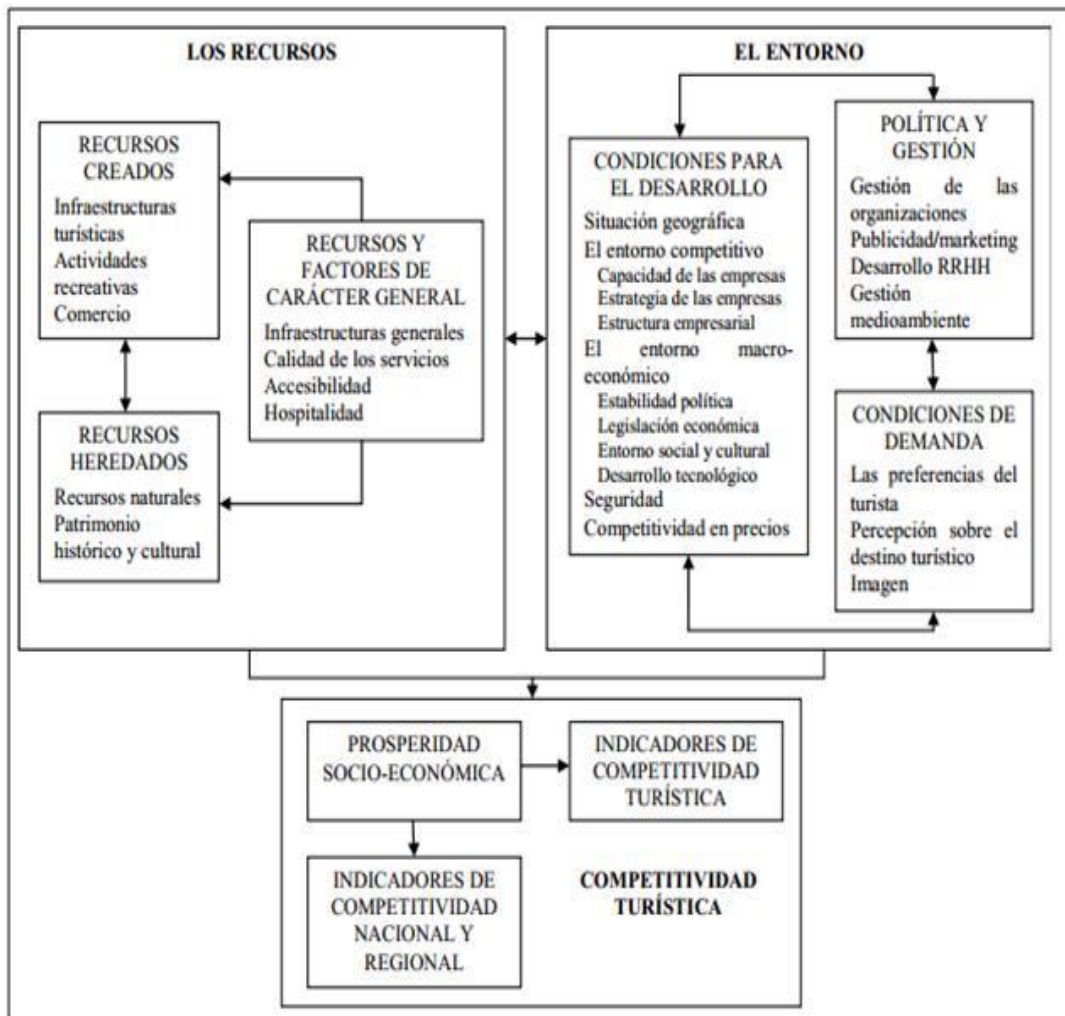 LOS RECURSOS
RECURSOS
CREADOS
Infraestructuras
turísticas
Actividades
recreativas
Comercio
RECURSOS
HEREDADOS
Recursos naturales
Patrimonio
histórico y cultural
RECURSOS Y
FACTORES DE
CARÁCTER GENERAL
Infraestructuras generales
Calidad de los servicios
Accesibilidad
Hospitalidad
EL ENTORNO
CONDICIONES PARA
EL DESARROLLO
Situación geográfica
El entorno competitivo
Capacidad de las empresas
Estrategia de las empresas
Estructura empresarial
El entorno macro-
económico
Estabilidad política
Legislación económica
Entorno social y cultural
Desarrollo tecnológico
Seguridad
Competitividad en precios
POLÍTICA Y
GESTIÓN
Gestión de las
organizaciones
Publicidad/marketing
Desarrollo RRHH
Gestión
medioambiente
CONDICIONES DE
DEMANDA
Las preferencias del
turista
Percepción sobre el
destino turístico
Imagen
PROSPERIDAD
SOCIO-ECONÓMICA
INDICADORES DE
COMPETITIVIDAD
TURÍSTICA
INDICADORES DE
COMPETITIVIDAD
NACIONAL Y
REGIONAL
COMPETITIVIDAD
TURÍSTICA